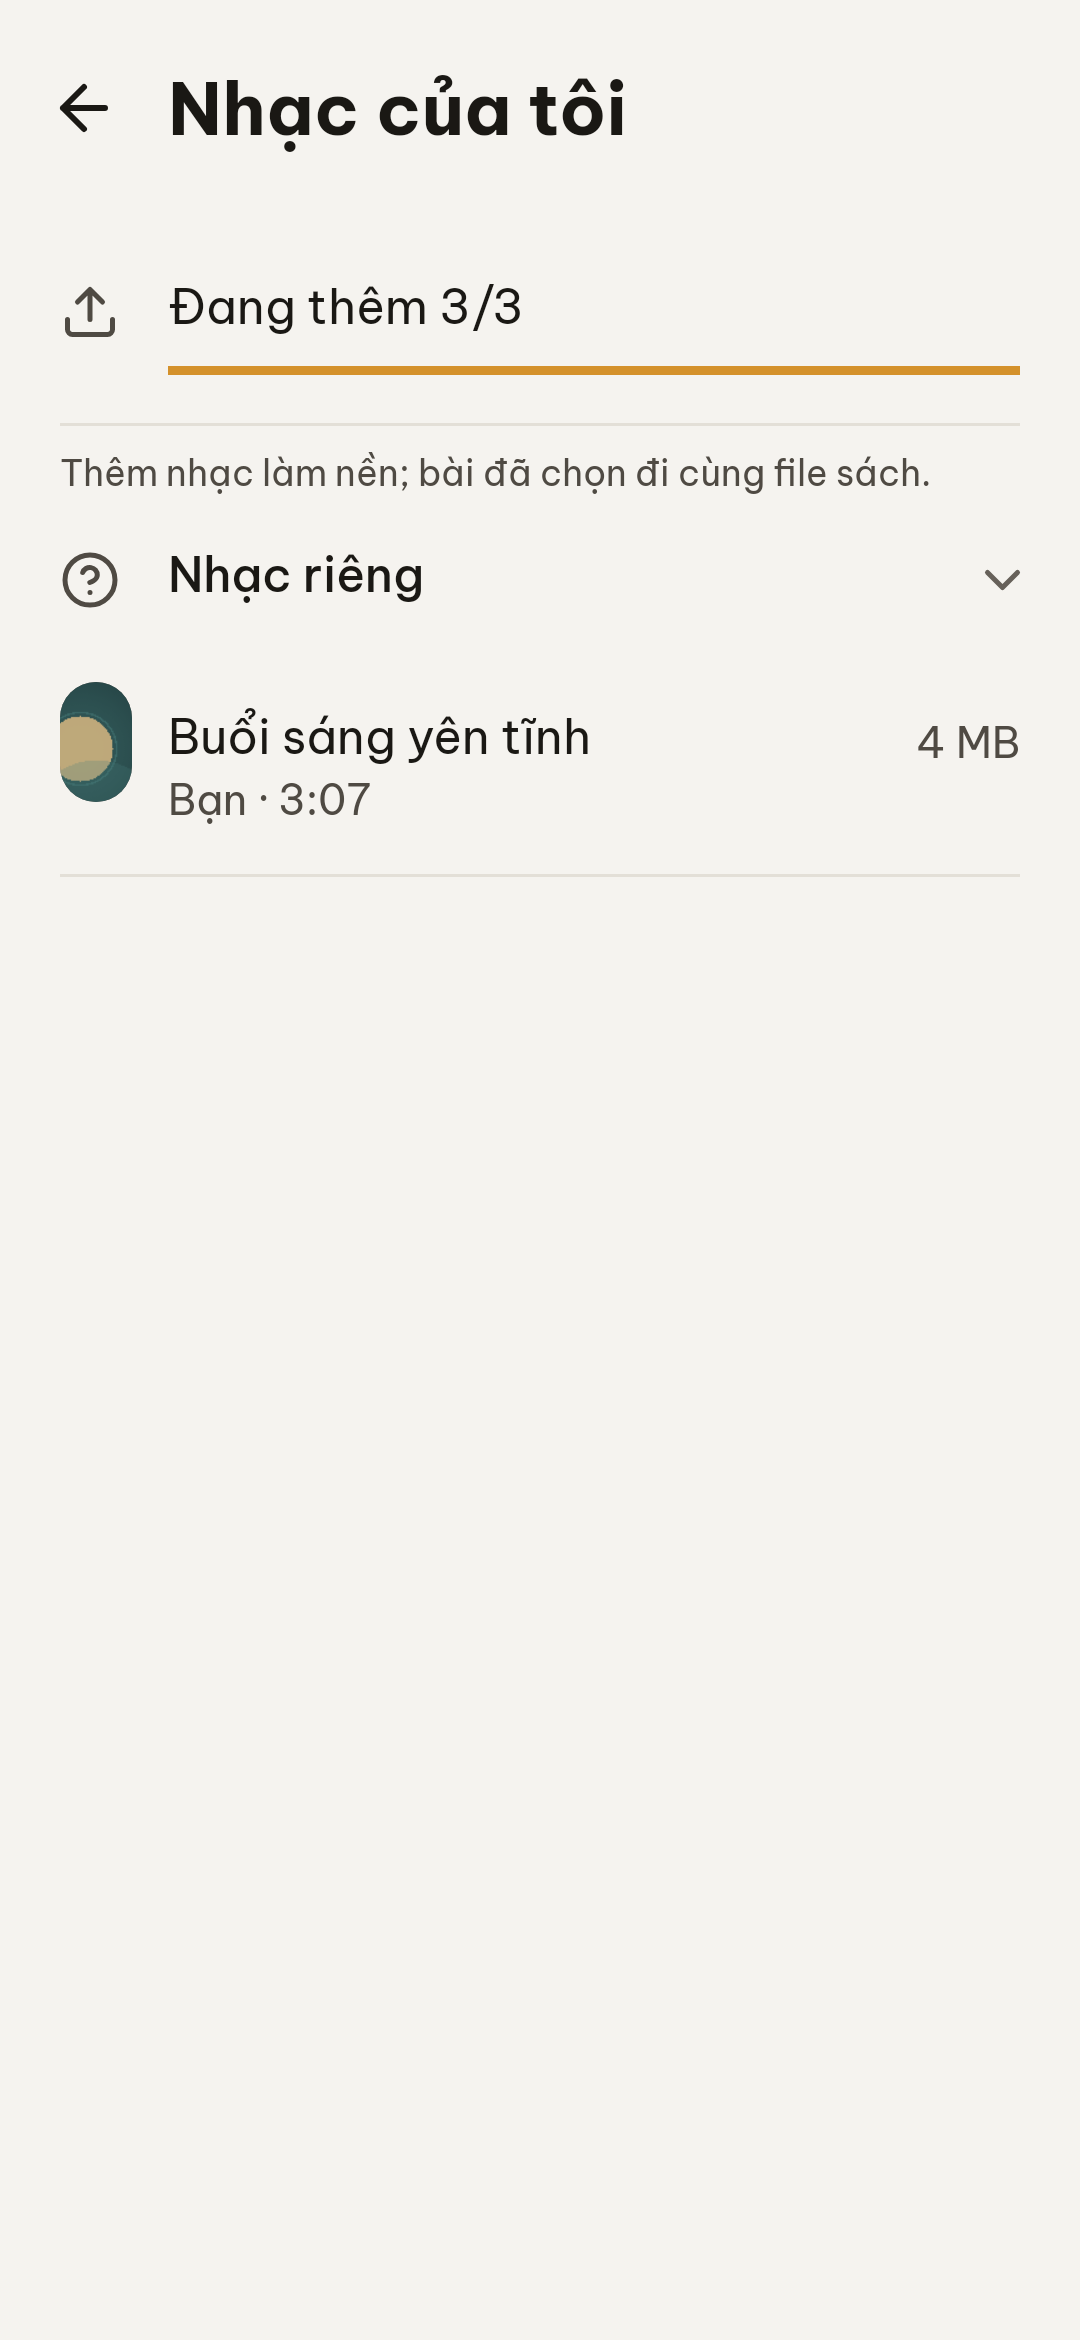 Nhạc của tôi
Đang thêm 3/3
Thêm nhạc làm nền; bài đã chọn đi cùng file sách.
Nhạc riêng
Buổi sáng yên tĩnh
4 MB
Bạn · 3:07